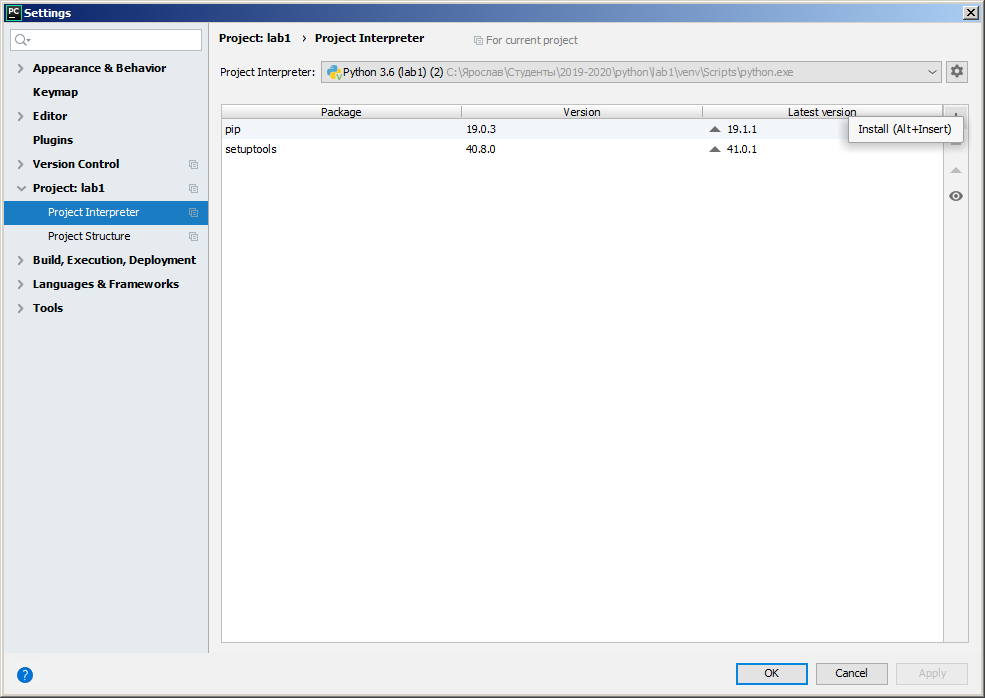 PC Settings
Project: lab1 › Project Interpreter
For current project
Appearance & Behavior
Keymap
Editor
Plugins
Version Control
Project: lab1
Project Interpreter
Project Structure
Build, Execution, Deployment
Languages & Frameworks
Tools
Project Interpreter: Python 3.6 (lab1) (2) C:\Ярослав\Студенты\2019-2020\python\lab1\venv\Scripts\python.exe
Package Version Latest version
pip 19.0.3 19.1.1
setuptools 40.8.0 41.0.1
Install (Alt+Insert)
?
OK Cancel Apply